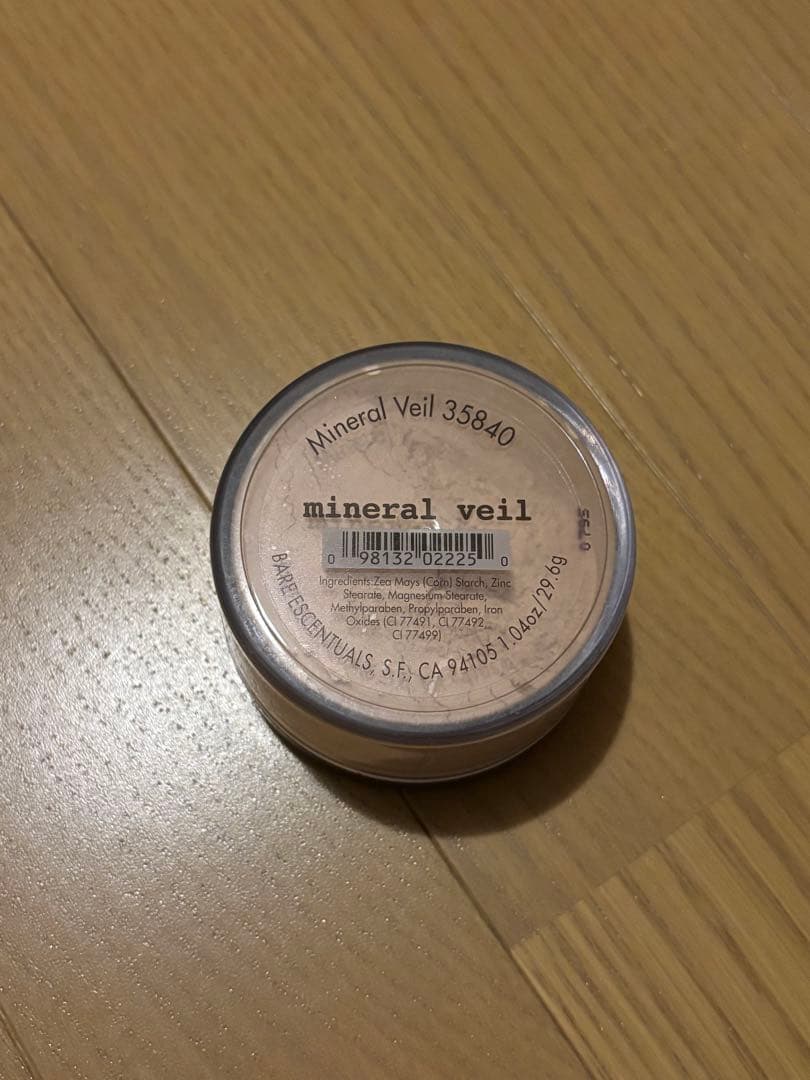 Mineral Veil 35840
mineral veil
0 98132 02225 0
Ingredients:Zea Mays (Corn) Starch, Zinc
Stearate, Magnesium Stearate,
Methylparaben, Propylparaben, Iron
Oxides (CI 77491, CI 77492,
CI 77499)
BARE ESCENTUALS, S.F., CA 94105 1.04oz/29.6g